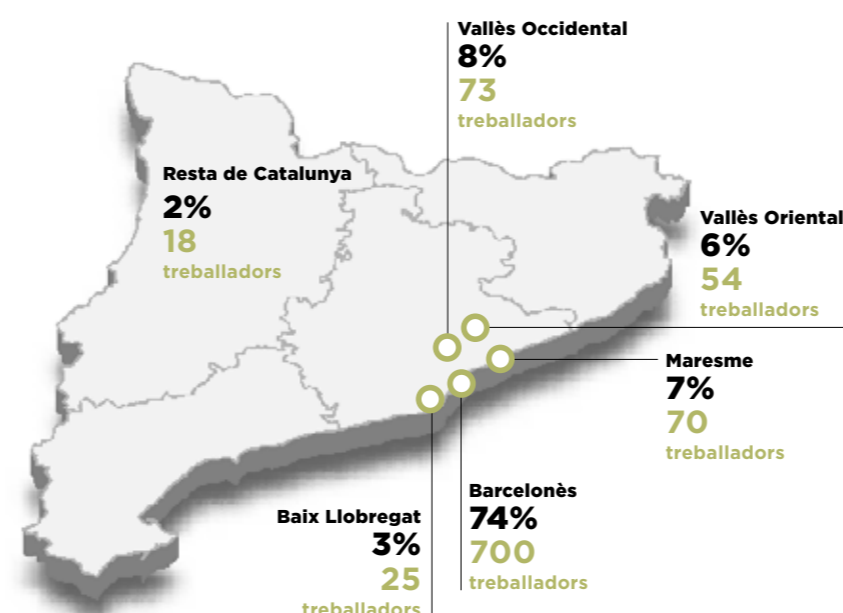 Vallès Occidental
8%
73
treballadors
Resta de Catalunya
2%
18
treballadors
Vallès Oriental
6%
54
treballadors
Maresme
7%
70
treballadors
Barcelonès
74%
700
treballadors
Baix Llobregat
3%
25
treballadors